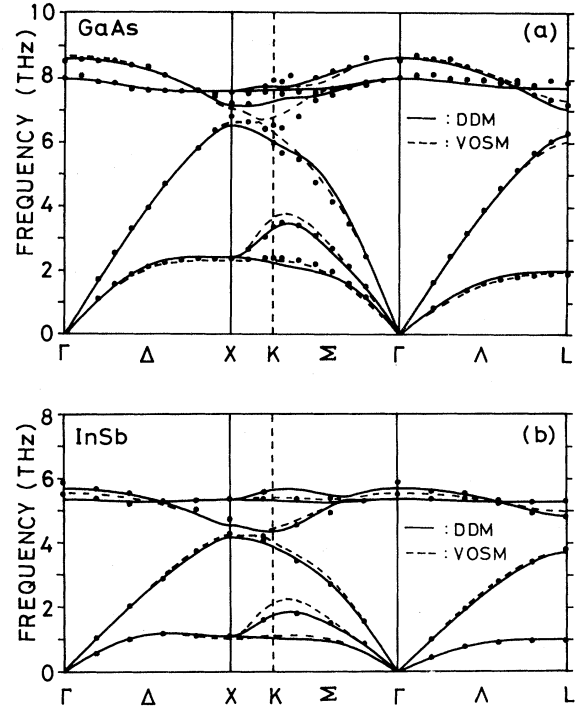 GaAs
(a)
FREQUENCY (THz)
10
8
6
4
2
0
— : DDM
--- : VOSM
Γ Δ X K Σ Γ Λ L
InSb
(b)
FREQUENCY (THz)
8
6
4
2
0
— : DDM
--- : VOSM
Γ Δ X K Σ Γ Λ L